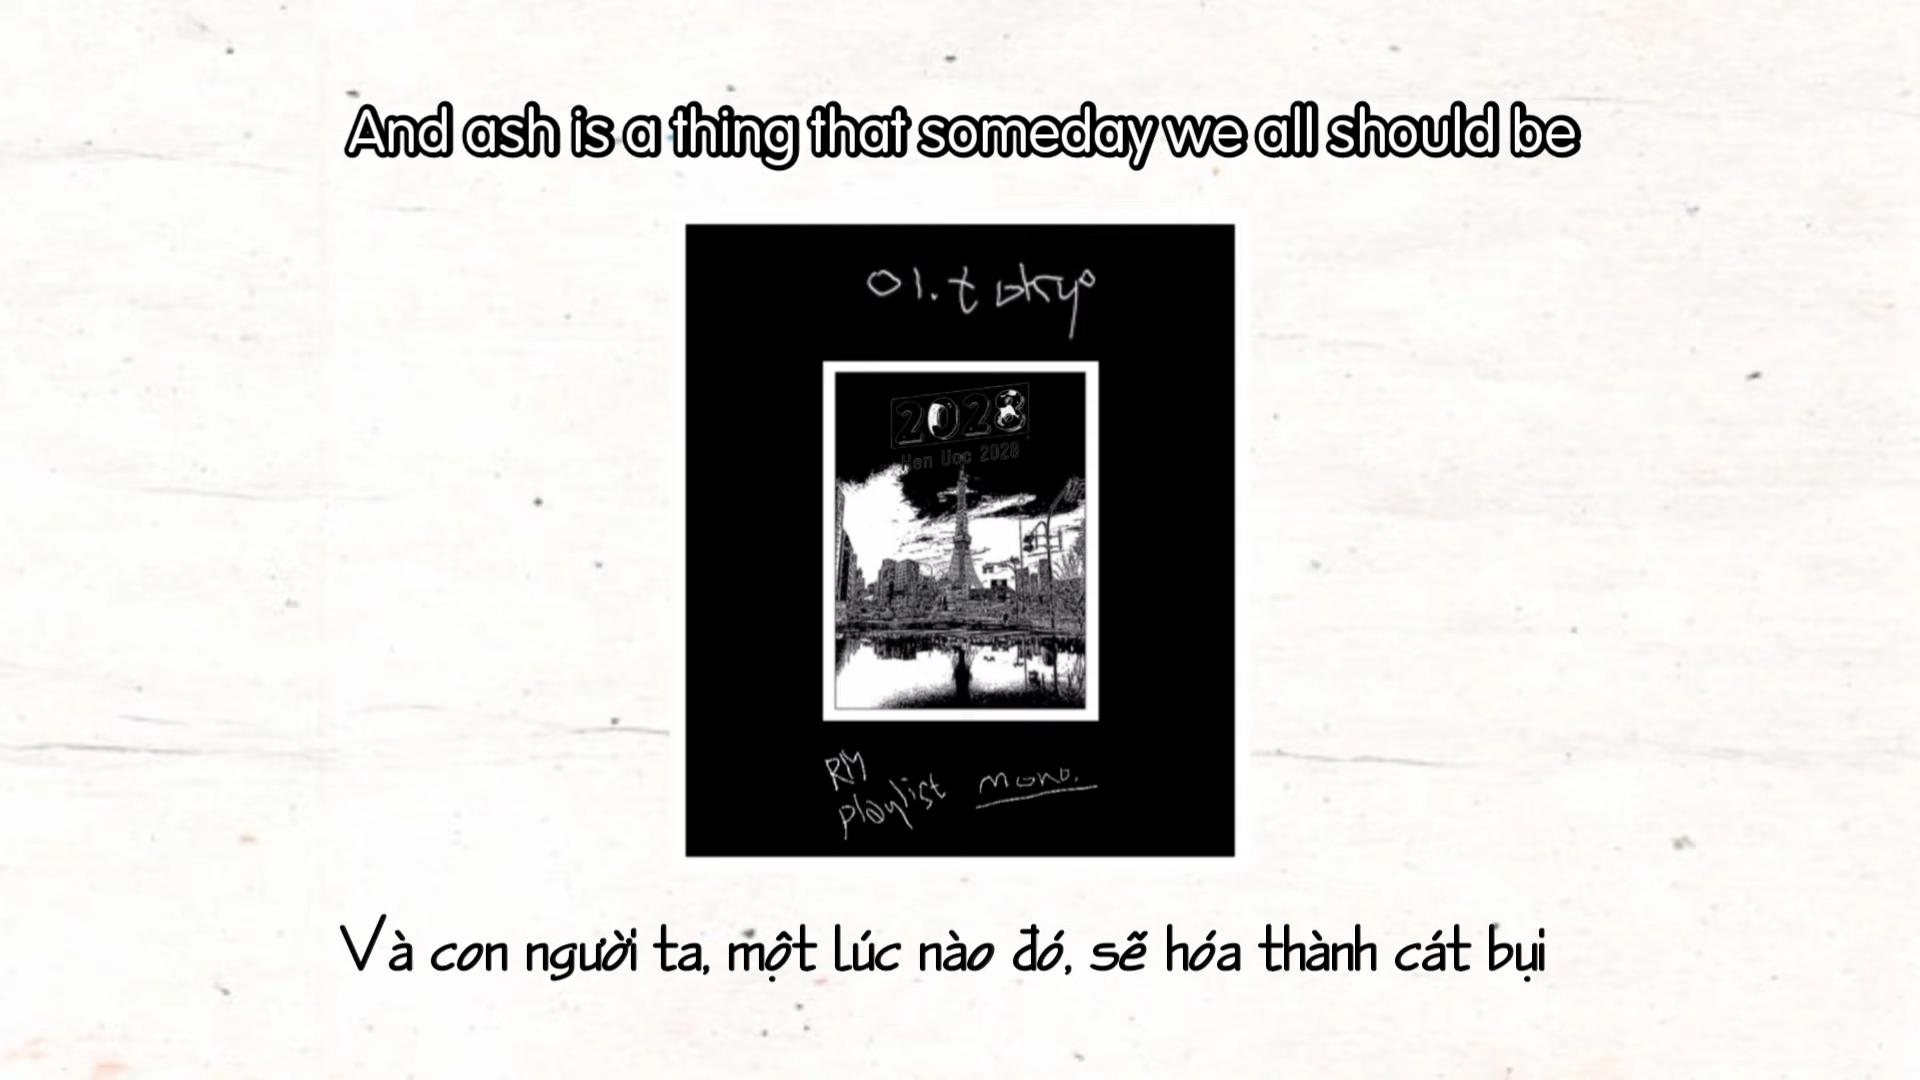 And ash is a thing that someday we all should be
01. tokyo
2028
Hen Uoc 2028
RM
playlist mono.
Và con người ta, một lúc nào đó, sẽ hóa thành cát bụi